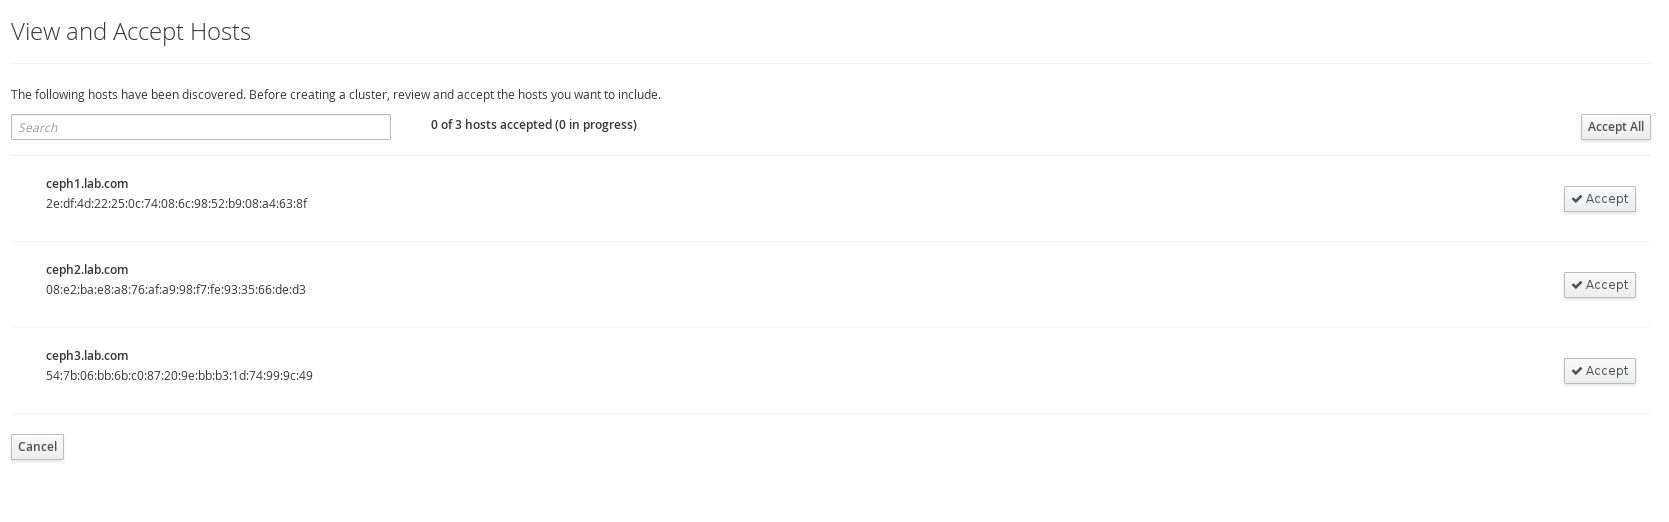 View and Accept Hosts
The following hosts have been discovered. Before creating a cluster, review and accept the hosts you want to include.
Search
0 of 3 hosts accepted (0 in progress)
Accept All
ceph1.lab.com
2e:df:4d:22:25:0c:74:08:6c:98:52:b9:08:a4:63:8f
Accept
ceph2.lab.com
08:e2:ba:e8:a8:76:af:a9:98:f7:fe:93:35:66:de:d3
Accept
ceph3.lab.com
54:7b:06:bb:6b:c0:87:20:9e:bb:b3:1d:74:99:9c:49
Accept
Cancel